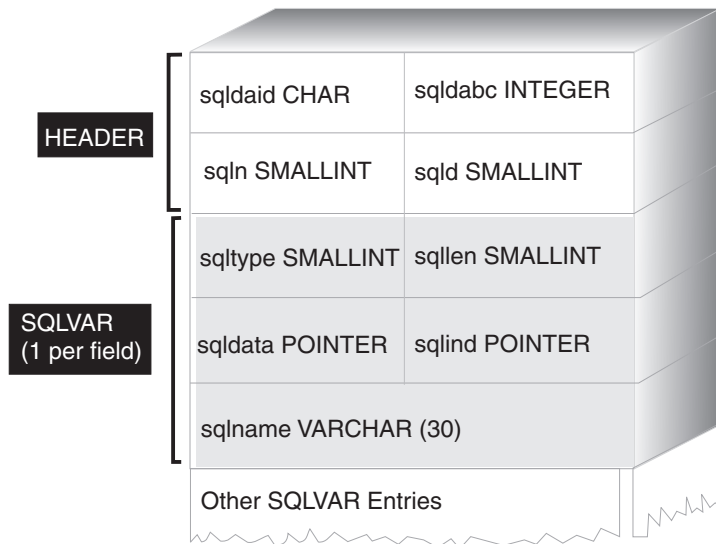 HEADER
sqldaid CHAR
sqldabc INTEGER
sqln SMALLINT
sqld SMALLINT
SQLVAR
(1 per field)
sqltype SMALLINT
sqllen SMALLINT
sqldata POINTER
sqlind POINTER
sqlname VARCHAR (30)
Other SQLVAR Entries